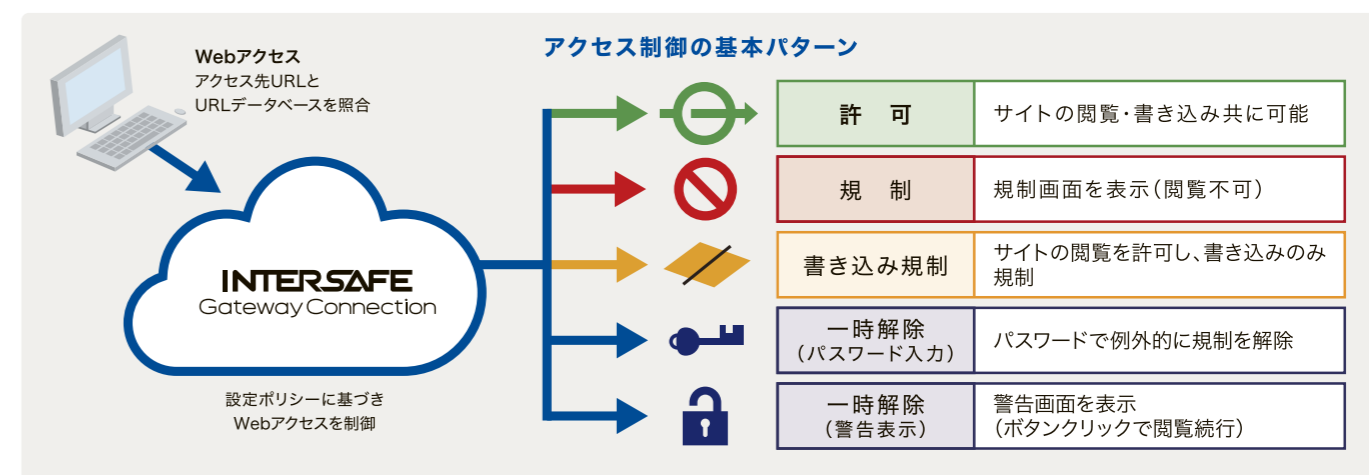 Webアクセス
アクセス先URLと
URLデータベースを照合
INTERSAFE
Gateway Connection
設定ポリシーに基づき
Webアクセスを制御
アクセス制御の基本パターン
許 可
サイトの閲覧・書き込み共に可能
規 制
規制画面を表示(閲覧不可)
書き込み規制
サイトの閲覧を許可し、書き込みのみ
規制
一時解除
(パスワード入力)
パスワードで例外的に規制を解除
一時解除
(警告表示)
警告画面を表示
(ボタンクリックで閲覧続行)